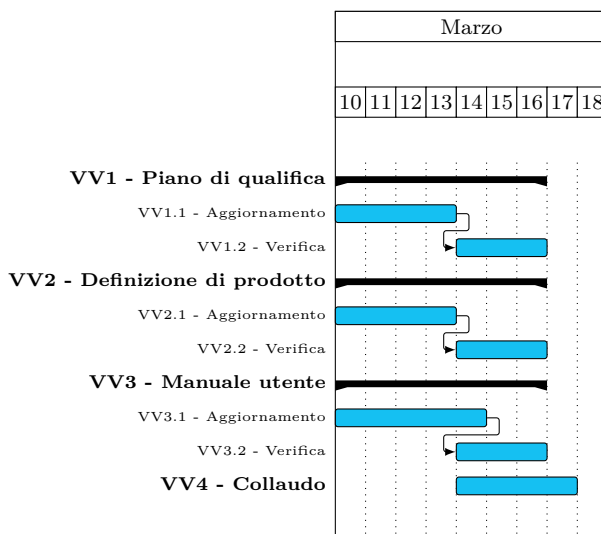 Marzo
10 11 12 13 14 15 16 17 18
VV1 - Piano di qualifica
VV1.1 - Aggiornamento
VV1.2 - Verifica
VV2 - Definizione di prodotto
VV2.1 - Aggiornamento
VV2.2 - Verifica
VV3 - Manuale utente
VV3.1 - Aggiornamento
VV3.2 - Verifica
VV4 - Collaudo